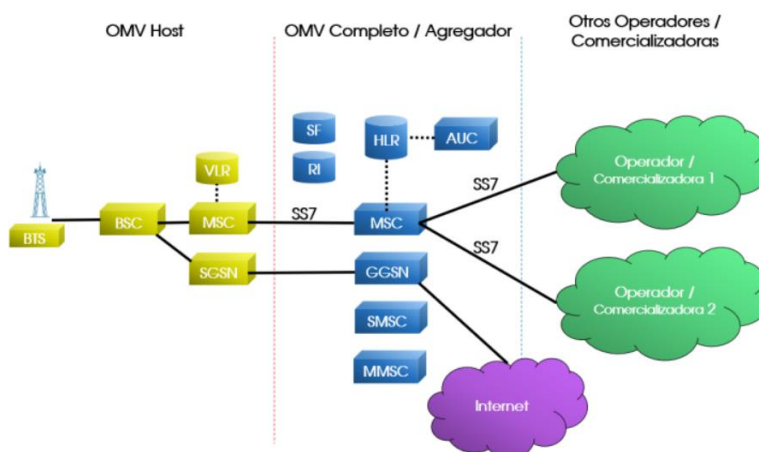 OMV Host
OMV Completo / Agregador
Otros Operadores /
Comercializadoras
SF
HLR
AUC
RI
VLR
Operador /
Comercializadora 1
SS7
BTS
BSC
MSC
SS7
MSC
SS7
SGSN
GGSN
Operador /
Comercializadora 2
SMSC
MMSC
Internet